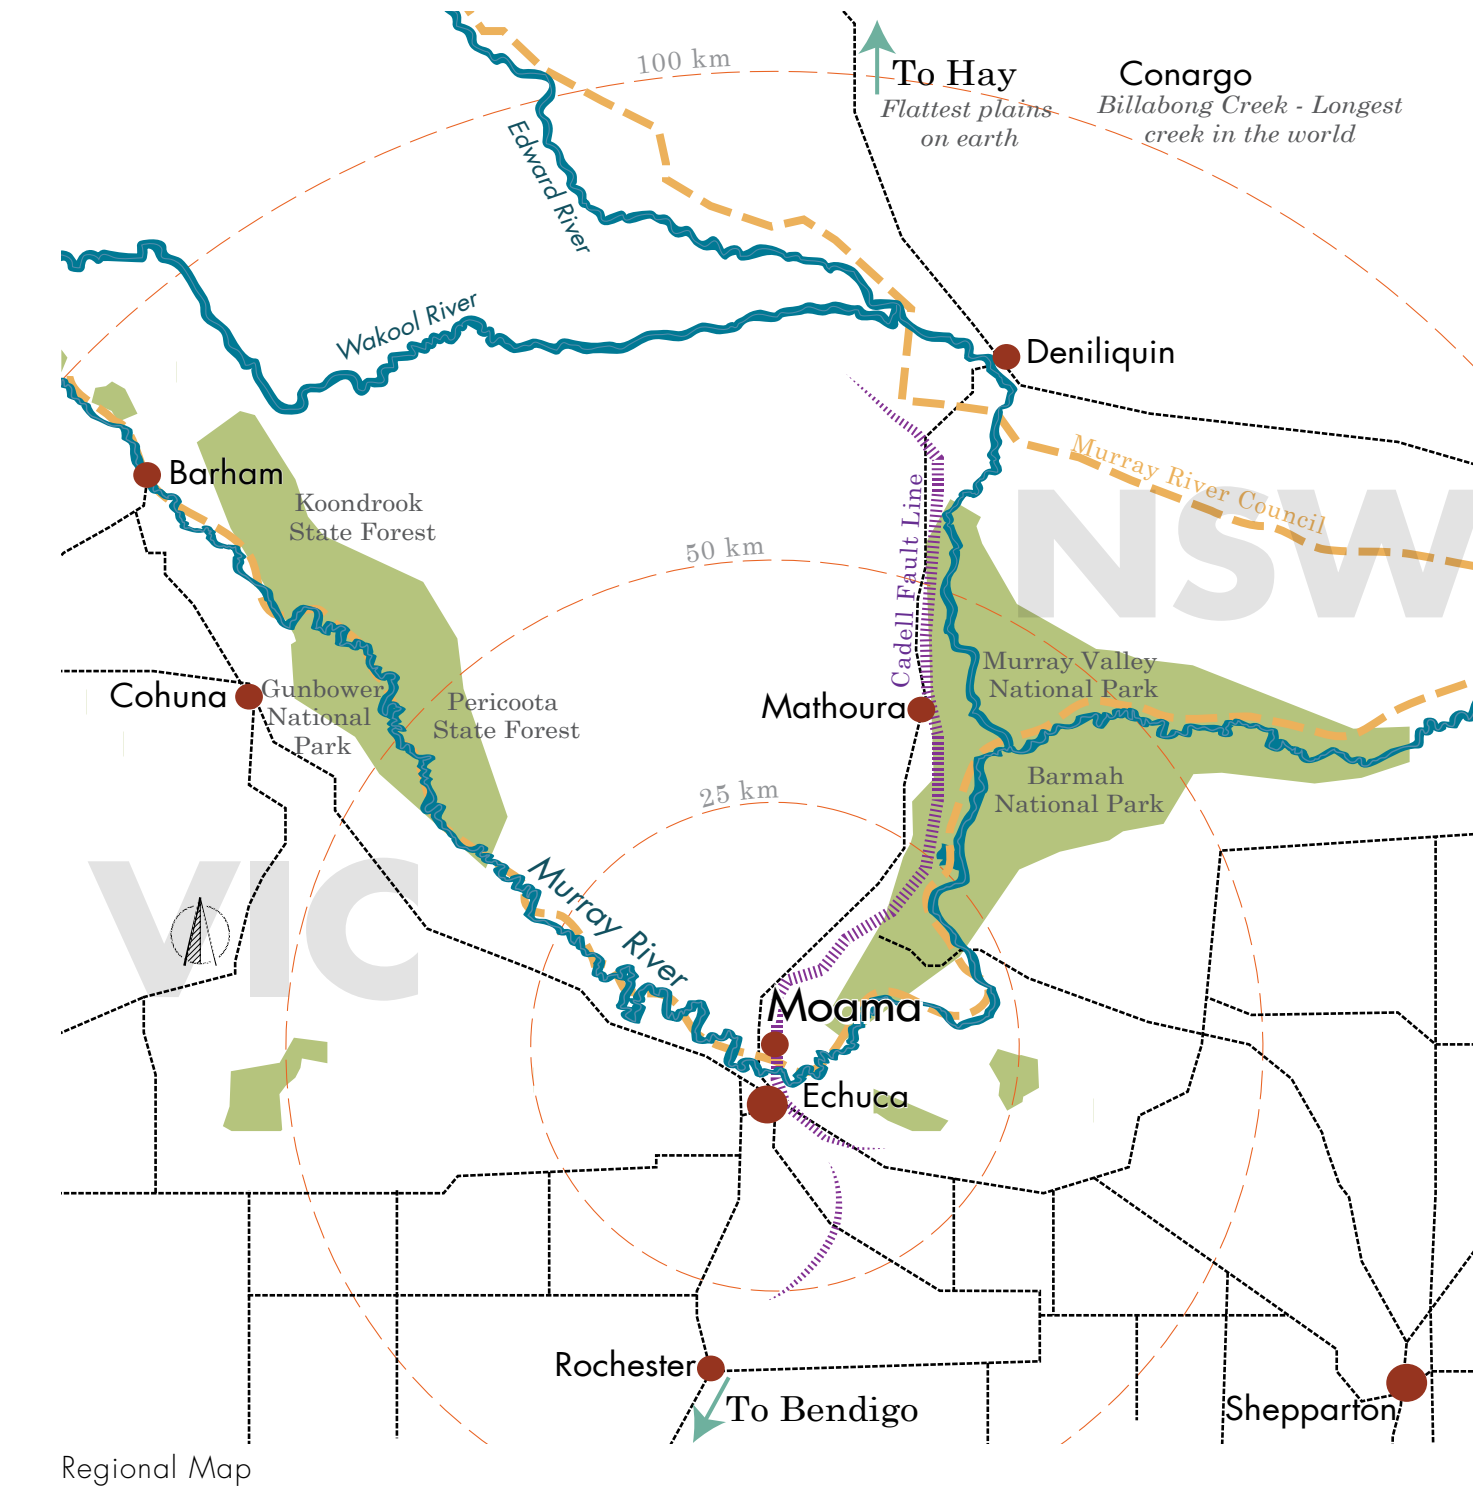 100 km
To Hay
Flattest plains
on earth
Conargo
Billabong Creek - Longest
creek in the world
Edward River
Wakool River
Deniliquin
Murray River Council
NSW
Barham
Koondrook
State Forest
50 km
Cadell Fault Line
Murray Valley
National Park
Cohuna
Gunbower
National
Park
Pericoota
State Forest
Mathoura
Barmah
National Park
25 km
VIC
Murray River
Moama
Echuca
Rochester
To Bendigo
Shepparton
Regional Map